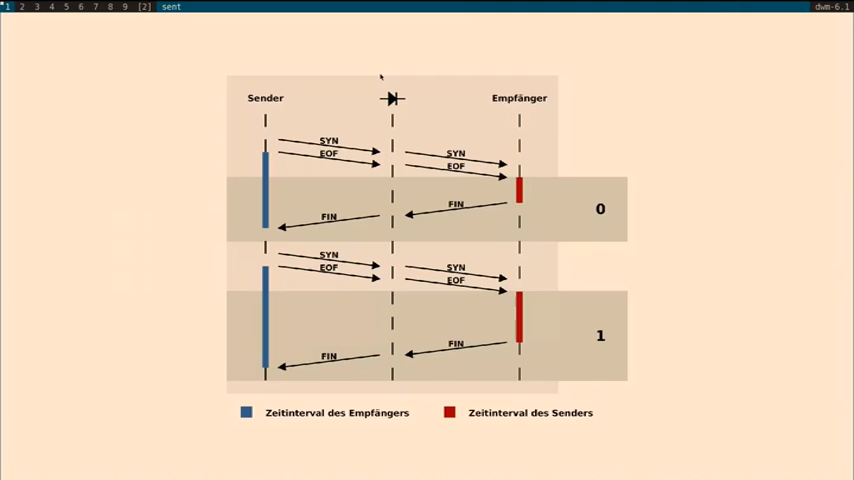 1 2 3 4 5 6 7 8 9 [2] sent dwm-6.1
Sender Empfänger
SYN
EOF
SYN
EOF
FIN
FIN
0
SYN
EOF
SYN
EOF
FIN
FIN
1
Zeitinterval des Empfängers Zeitinterval des Senders